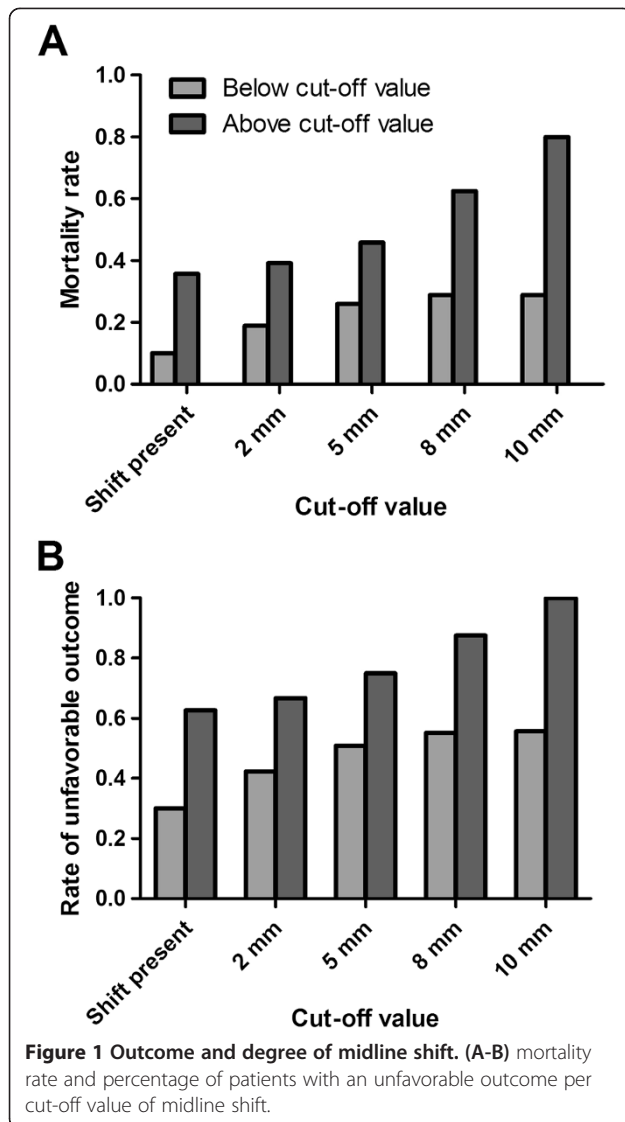 A
1.0
0.8
0.6
0.4
0.2
0.0
Mortality rate
Below cut-off value
Above cut-off value
Shift present
2 mm
5 mm
8 mm
10 mm
Cut-off value
B
1.0
0.8
0.6
0.4
0.2
0.0
Rate of unfavorable outcome
Shift present
2 mm
5 mm
8 mm
10 mm
Cut-off value
Figure 1 Outcome and degree of midline shift. (A-B) mortality
rate and percentage of patients with an unfavorable outcome per
cut-off value of midline shift.